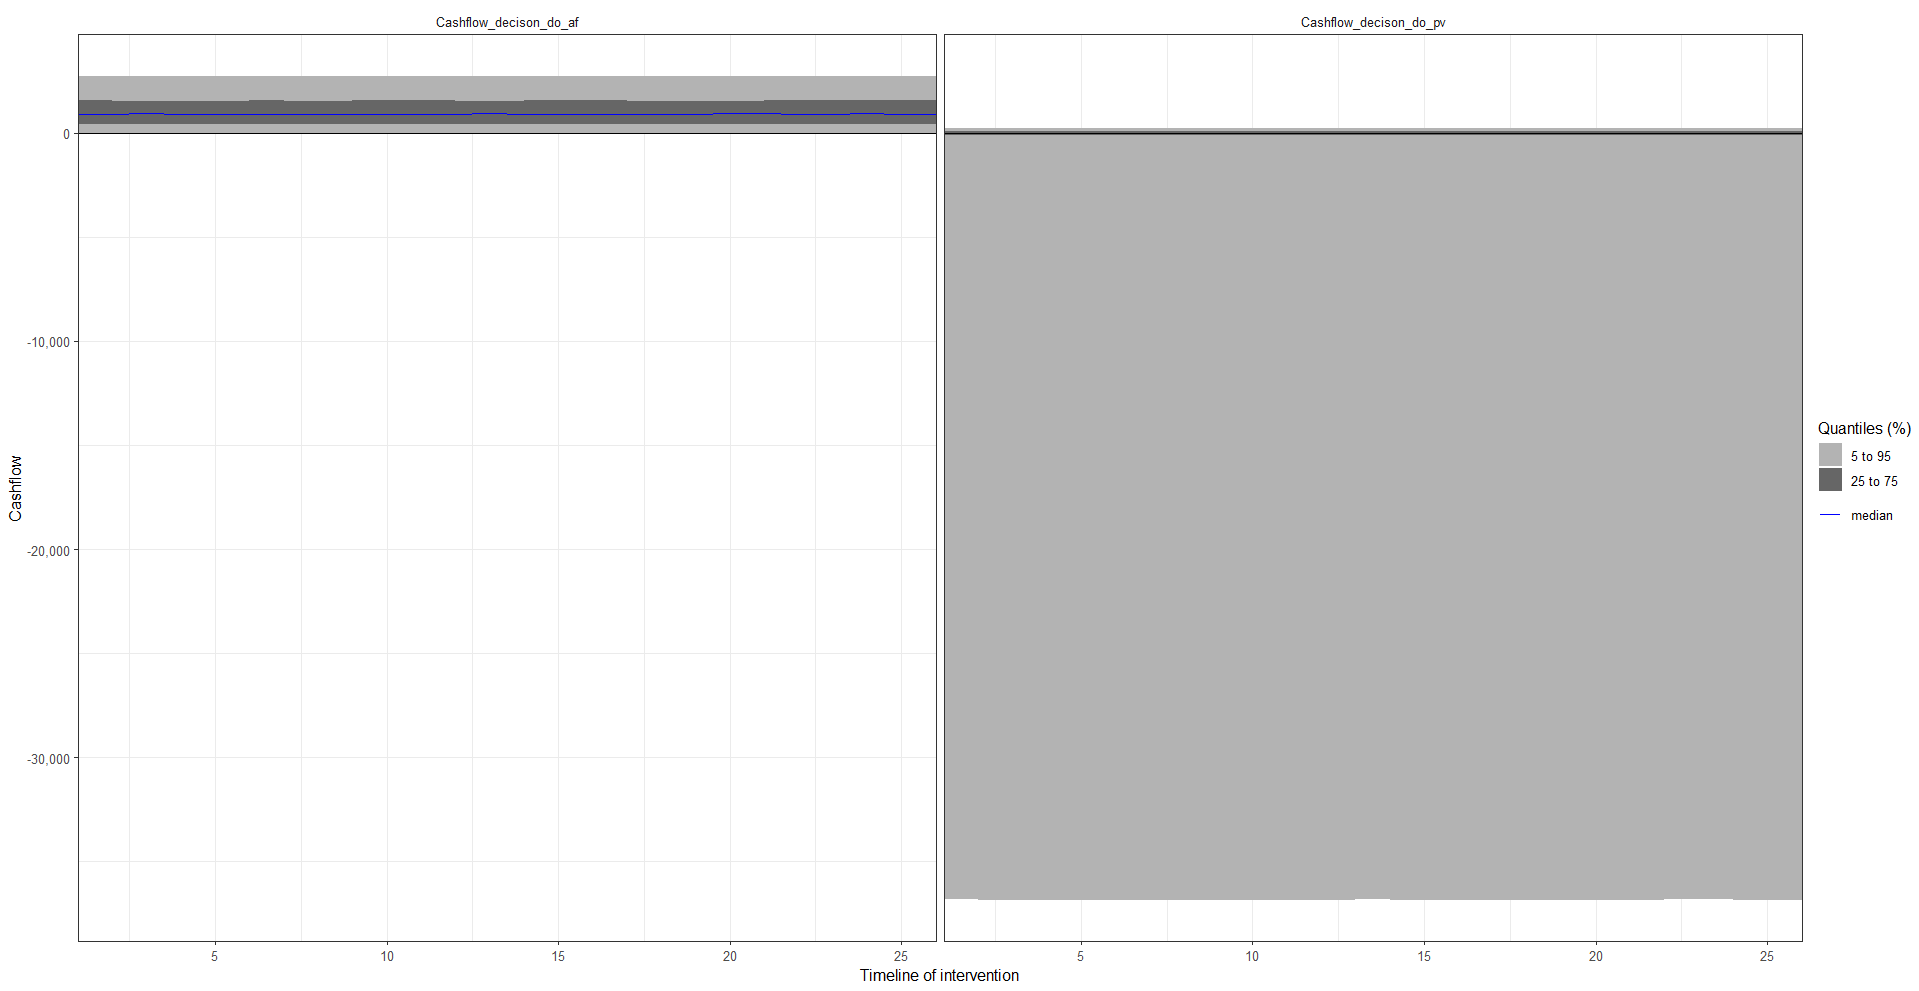 Cashflow_decison_do_af
Cashflow_decison_do_pv
0
-10,000
-20,000
-30,000
Cashflow
5
10
15
20
25
5
10
15
20
25
Timeline of intervention
Quantiles (%)
5 to 95
25 to 75
median